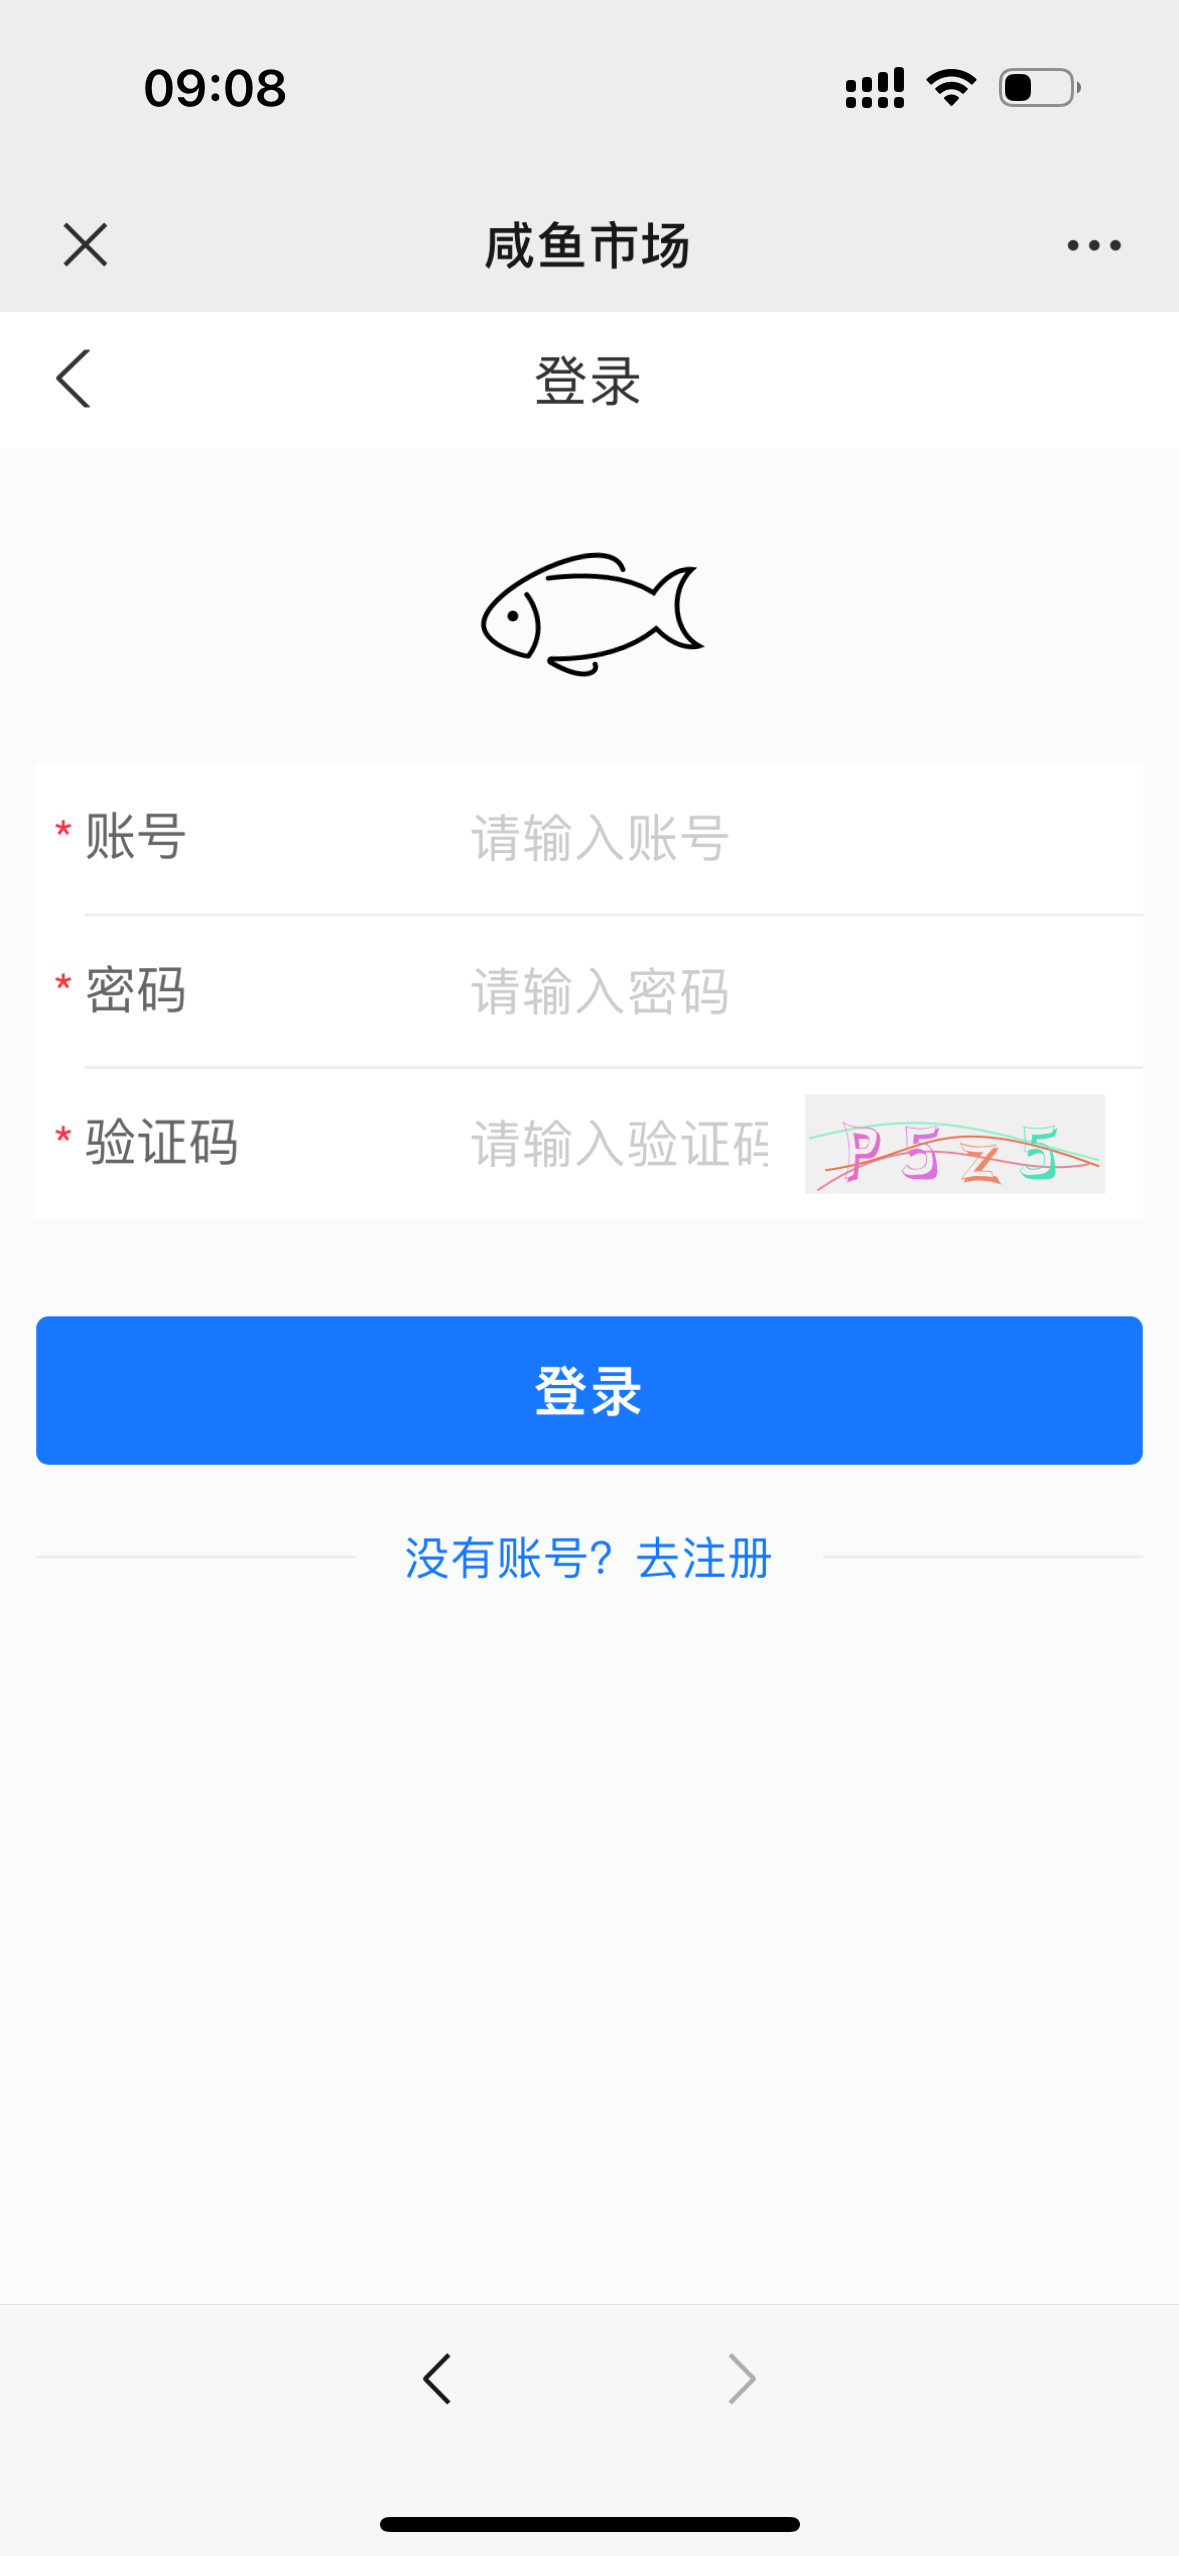 09:08
咸鱼市场
登录
* 账号 请输入账号
* 密码 请输入密码
* 验证码 请输入验证码 P5z5
登录
没有账号？去注册